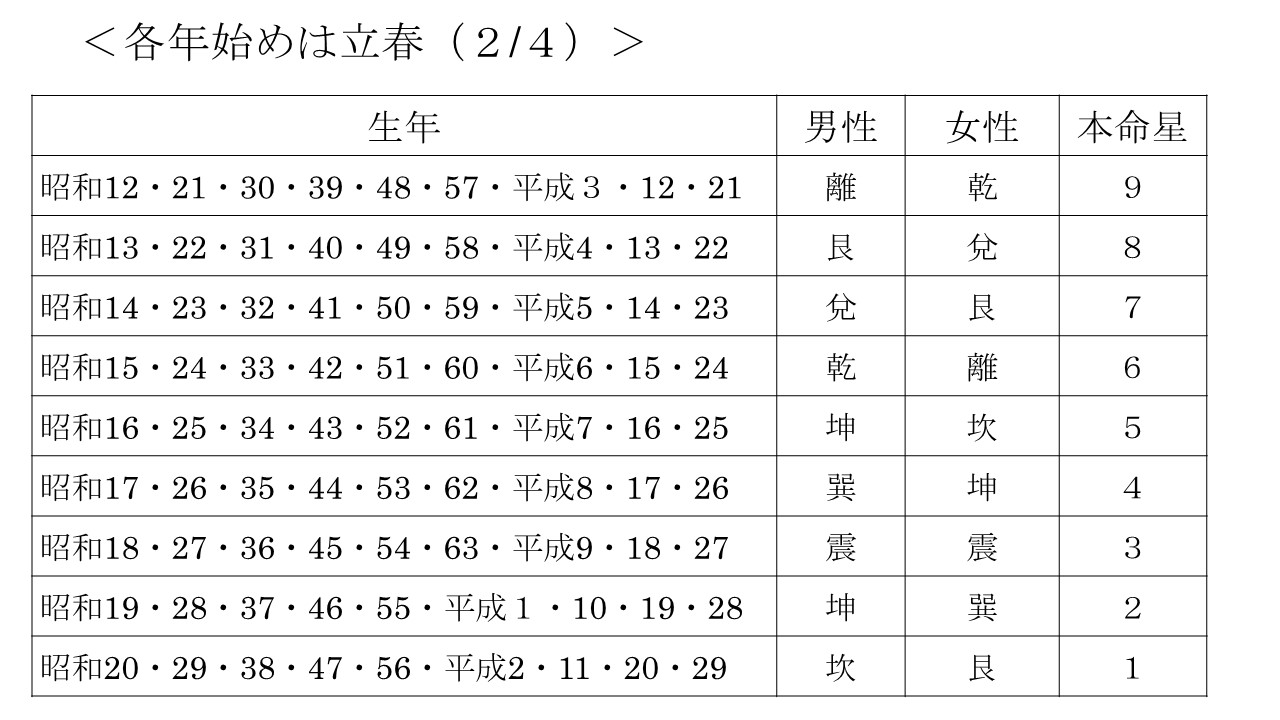 ＜各年始めは立春（２/４）＞
生年 男性 女性 本命星
昭和12・21・30・39・48・57・平成３・12・21 離 乾 9
昭和13・22・31・40・49・58・平成4・13・22 艮 兌 8
昭和14・23・32・41・50・59・平成5・14・23 兌 艮 7
昭和15・24・33・42・51・60・平成6・15・24 乾 離 6
昭和16・25・34・43・52・61・平成7・16・25 坤 坎 5
昭和17・26・35・44・53・62・平成8・17・26 巽 坤 4
昭和18・27・36・45・54・63・平成9・18・27 震 震 3
昭和19・28・37・46・55・平成１・10・19・28 坤 巽 2
昭和20・29・38・47・56・平成2・11・20・29 坎 艮 1